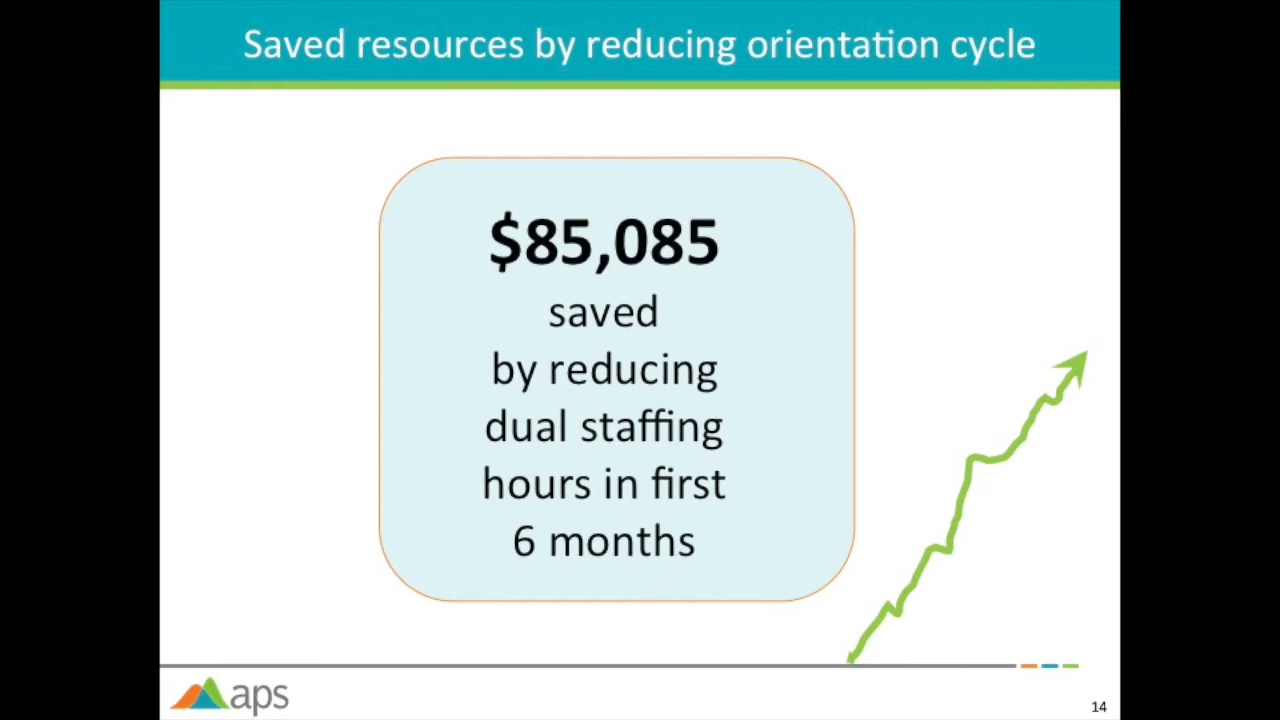 Saved resources by reducing orientation cycle
$85,085
saved
by reducing
dual staffing
hours in first
6 months
aps
14